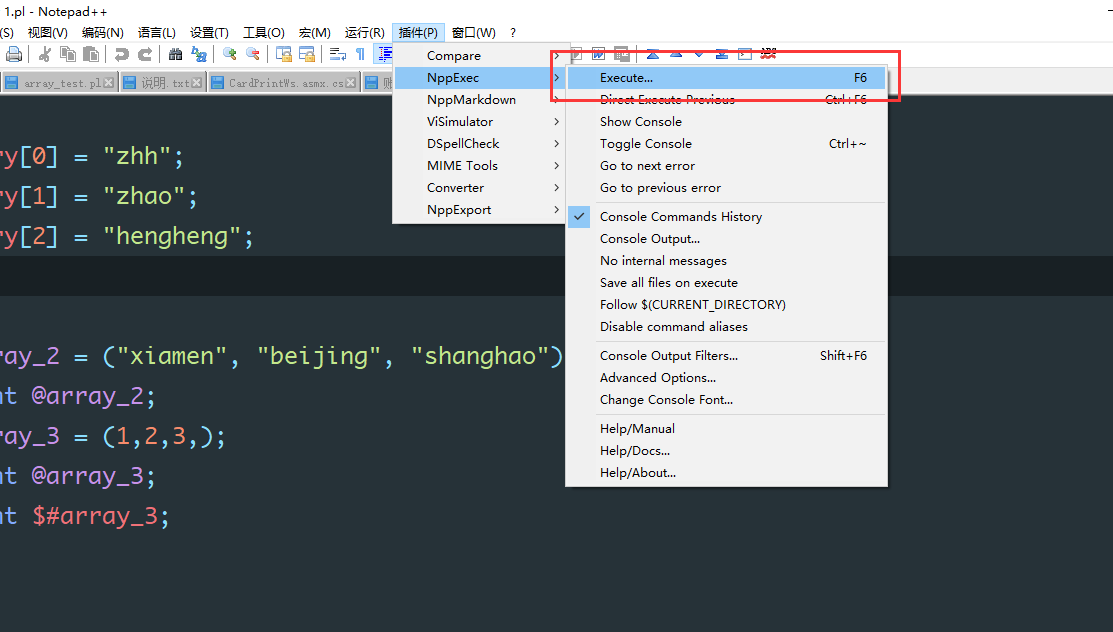 1.pl - Notepad++
(S) 视图(V) 编码(N) 语言(L) 设置(T) 工具(O) 宏(M) 运行(R) 插件(P) 窗口(W) ?
array_test.pl 说明.txt CardPrintWs.asmx.cs 账
Compare
NppExec
NppMarkdown
ViSimulator
DSpellCheck
MIME Tools
Converter
NppExport
Execute... F6
Direct Execute Previous Ctrl+F6
Show Console
Toggle Console Ctrl+~
Go to next error
Go to previous error
Console Commands History
Console Output...
No internal messages
Save all files on execute
Follow $(CURRENT_DIRECTORY)
Disable command aliases
Console Output Filters... Shift+F6
Advanced Options...
Change Console Font...
Help/Manual
Help/Docs...
Help/About...
ry[0] = "zhh";
ry[1] = "zhao";
ry[2] = "hengheng";
ray_2 = ("xiamen", "beijing", "shanghao")
nt @array_2;
ray_3 = (1,2,3,);
nt @array_3;
nt $#array_3;